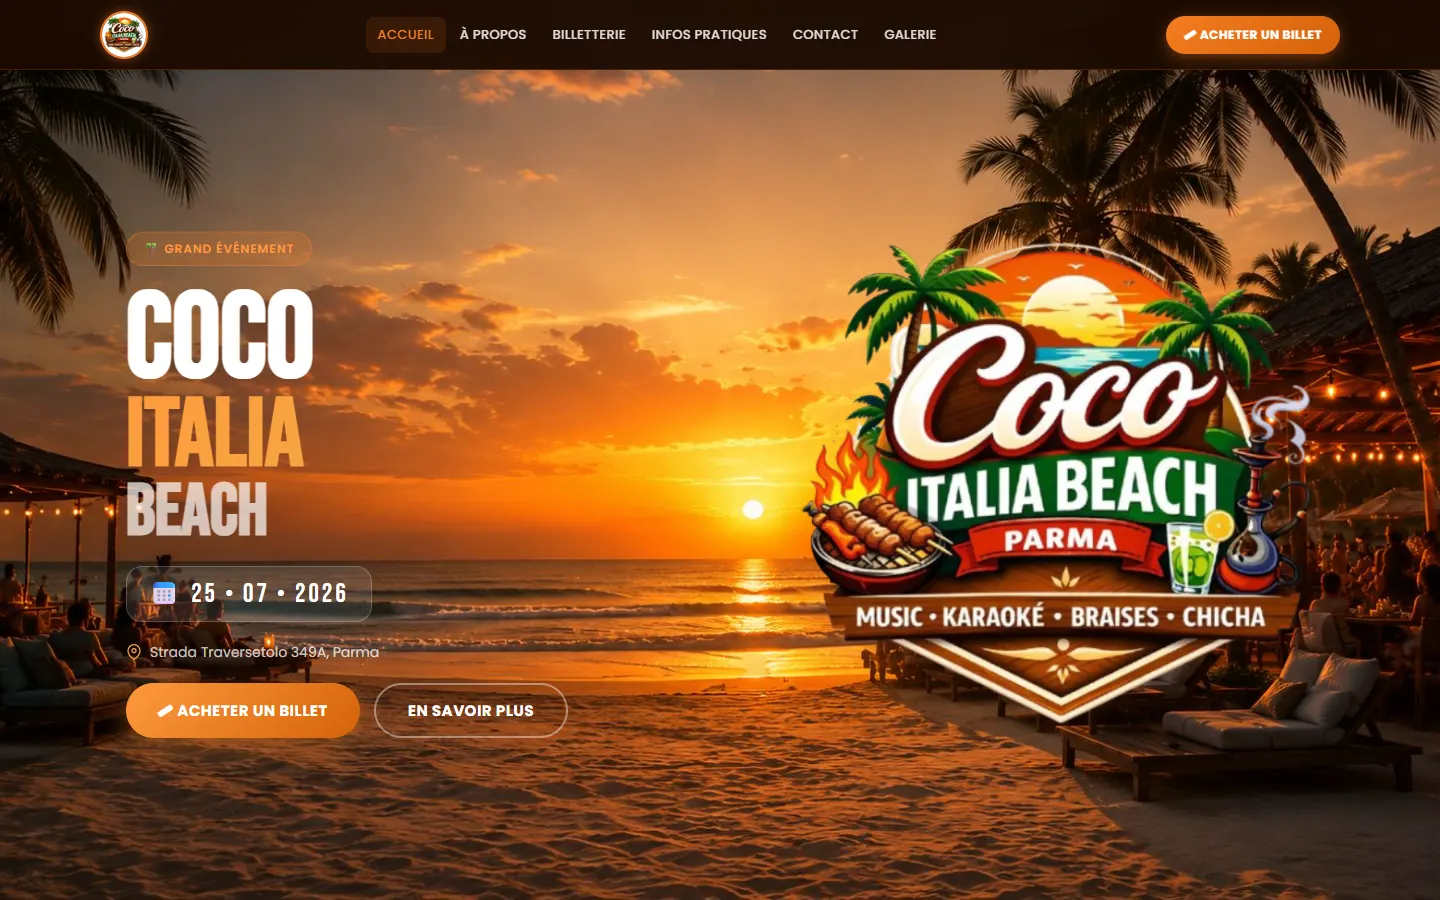 ACCUEIL
À PROPOS
BILLETTERIE
INFOS PRATIQUES
CONTACT
GALERIE
ACHETER UN BILLET
GRAND ÉVÉNEMENT
COCO
ITALIA
BEACH
25 • 07 • 2026
Strada Traversetolo 349A, Parma
ACHETER UN BILLET
EN SAVOIR PLUS
Coco
ITALIA BEACH
PARMA
MUSIC • KARAOKÉ • BRAISES • CHICHA